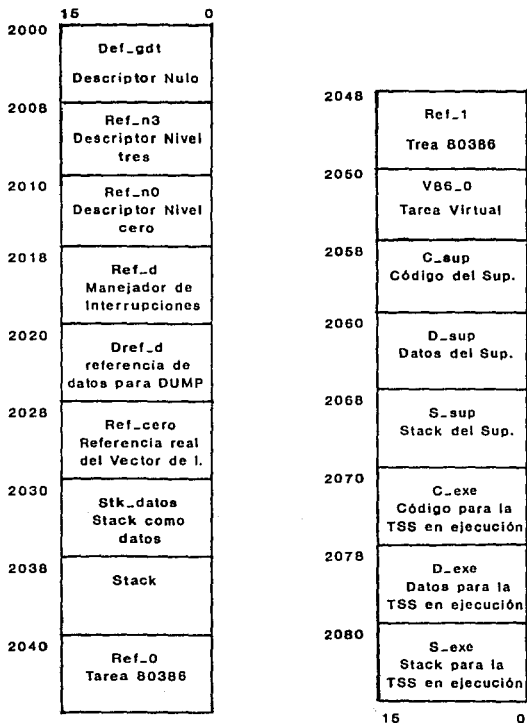 15 0
2000
Def_gdt
Descriptor Nulo
2008
Ref_n3
Descriptor Nivel
tres
2010
Ref_n0
Descriptor Nivel
cero
2018
Ref_d
Manejador de
Interrupciones
2020
Dref_d
referencia de
datos para DUMP
2028
Ref_cero
Referencia real
del Vector de I.
2030
Stk_datos
Stack como
datos
2038
Stack
2040
Ref_0
Tarea 80386
2048
Ref_1
Trea 80386
2050
V86_0
Tarea Virtual
2058
C_sup
Código del Sup.
2060
D_sup
Datos del Sup.
2068
S_sup
Stack del Sup.
2070
C_exe
Código para la
TSS en ejecución
2078
D_exe
Datos para la
TSS en ejecución
2080
S_exe
Stack para la
TSS en ejecución
15 0